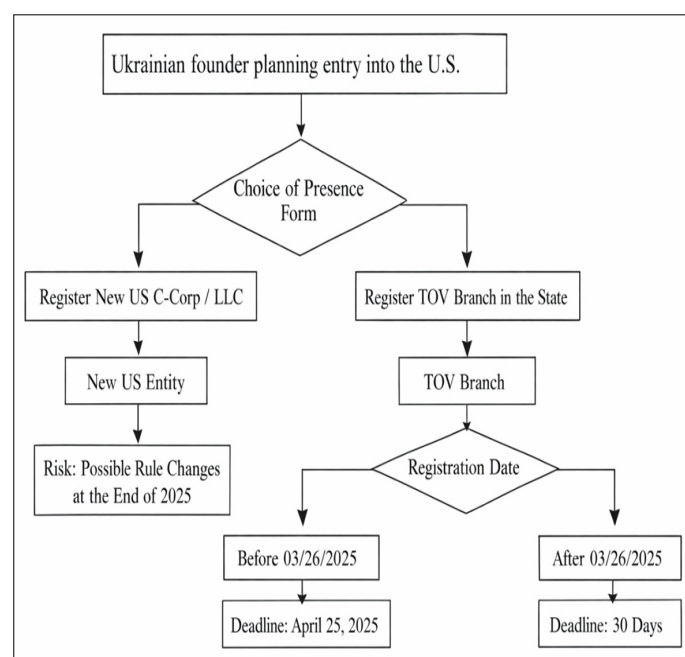 Ukrainian founder planning entry into the U.S.
Choice of Presence
Form
Register New US C-Corp / LLC
Register TOV Branch in the State
New US Entity
TOV Branch
Risk: Possible Rule Changes
at the End of 2025
Registration Date
Before 03/26/2025
After 03/26/2025
Deadline: April 25, 2025
Deadline: 30 Days